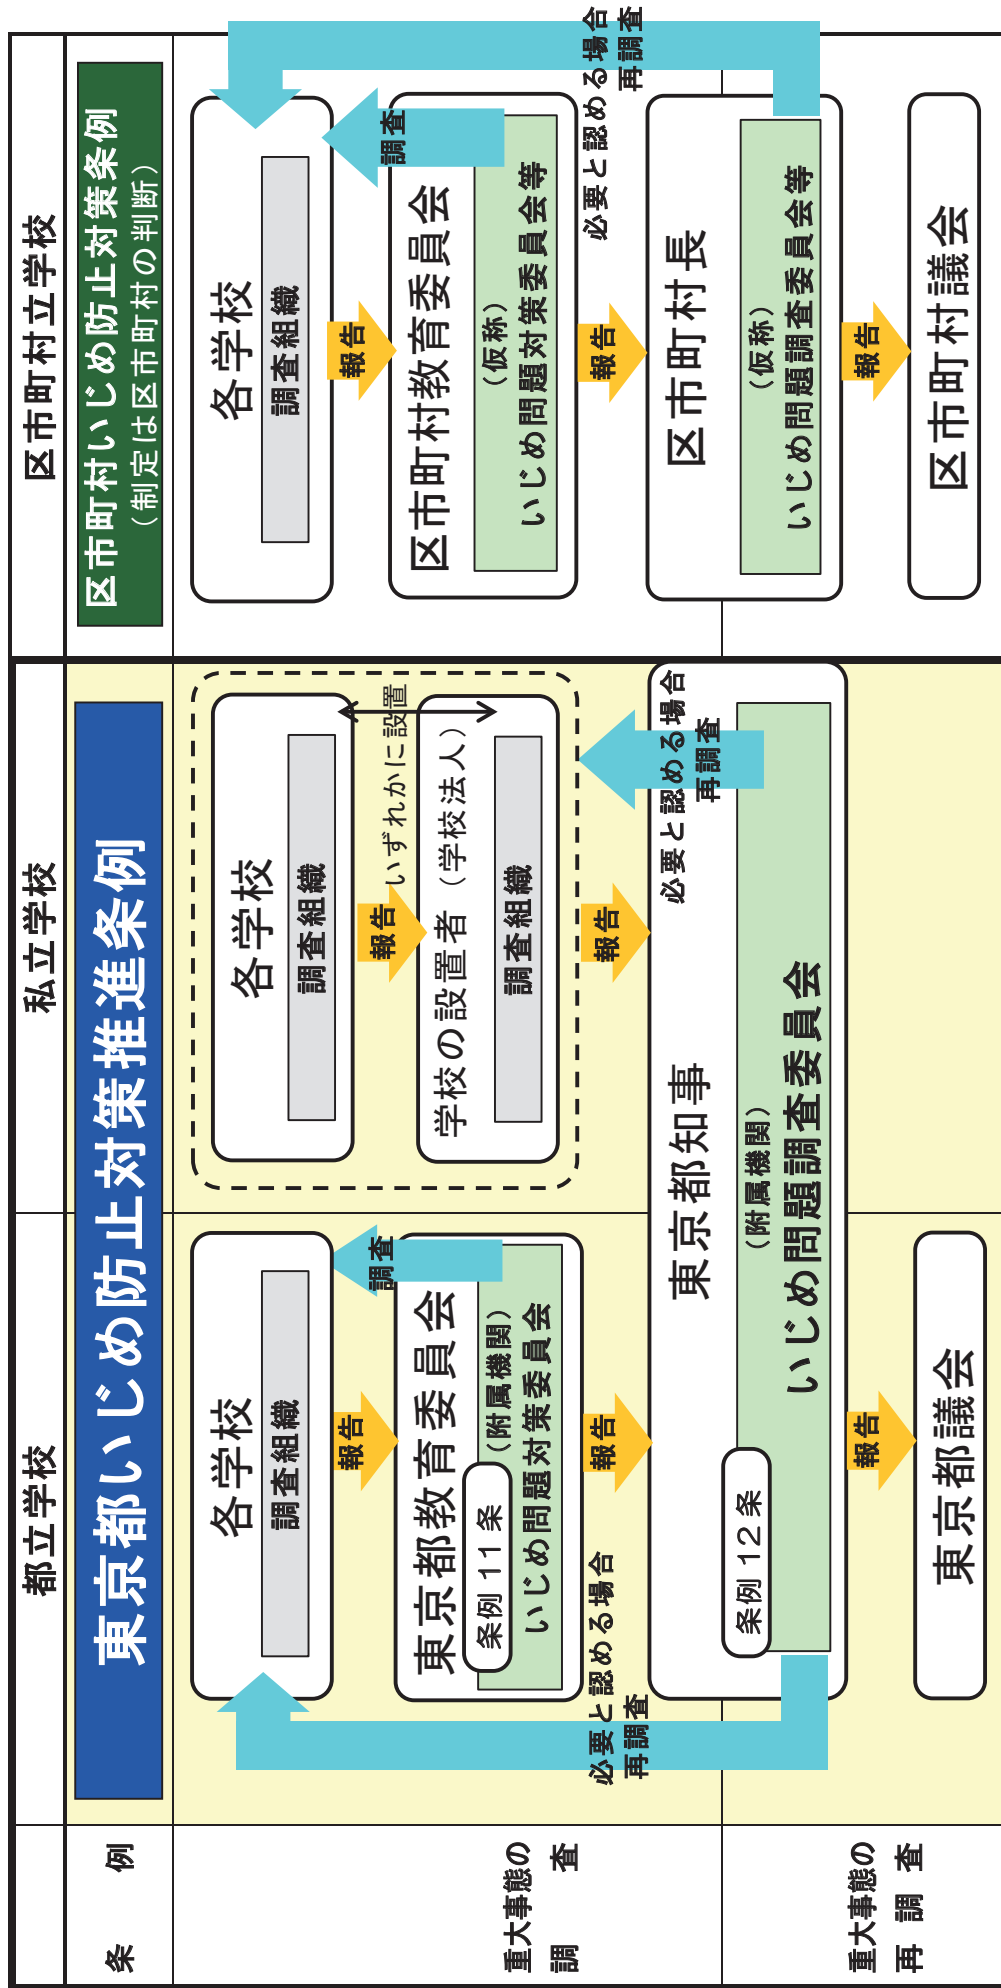 都立学校
私立学校
区市町村立学校
条例
東京都いじめ防止対策推進条例
区市町村いじめ防止対策条例
（制定は区市町村の判断）
重大事態の
調査
各学校
調査組織
報告
調査
東京都教育委員会
（附属機関）
条例 11 条
いじめ問題対策委員会
報告
必要と認める場合
再調査
各学校
調査組織
報告
いずれかに設置
学校の設置者（学校法人）
調査組織
報告
必要と認める場合
再調査
各学校
調査組織
報告
調査
区市町村教育委員会
（仮称）
いじめ問題対策委員会等
報告
必要と認める場合
再調査
重大事態の
再調査
東京都知事
（附属機関）
条例 12 条
いじめ問題調査委員会
報告
東京都議会
区市町村長
（仮称）
いじめ問題調査委員会等
報告
区市町村議会